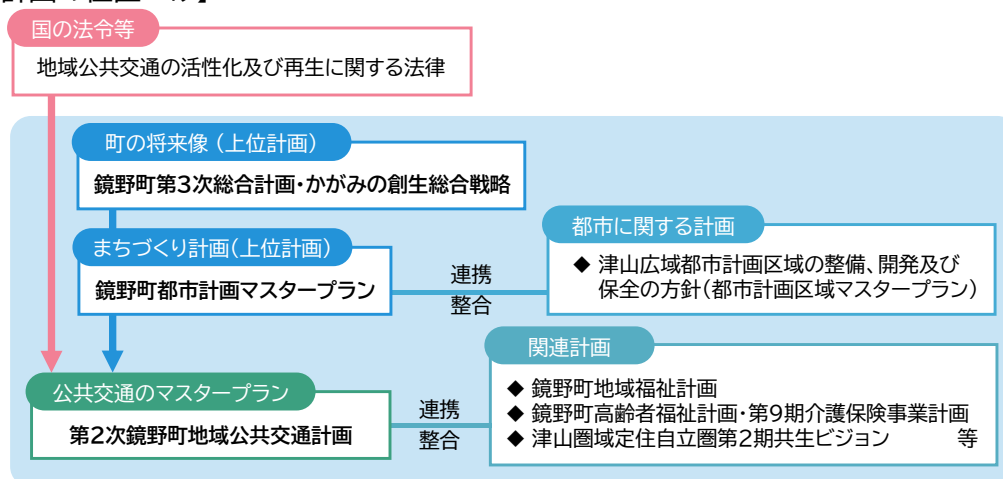 国の法令等
地域公共交通の活性化及び再生に関する法律
町の将来像（上位計画）
鏡野町第3次総合計画・かがみの創生総合戦略
まちづくり計画（上位計画）
鏡野町都市計画マスタープラン
連携
整合
都市に関する計画
◆ 津山広域都市計画区域の整備、開発及び
保全の方針（都市計画区域マスタープラン）
公共交通のマスタープラン
第2次鏡野町地域公共交通計画
連携
整合
関連計画
◆ 鏡野町地域福祉計画
◆ 鏡野町高齢者福祉計画・第9期介護保険事業計画
◆ 津山圏域定住自立圏第2期共生ビジョン 等